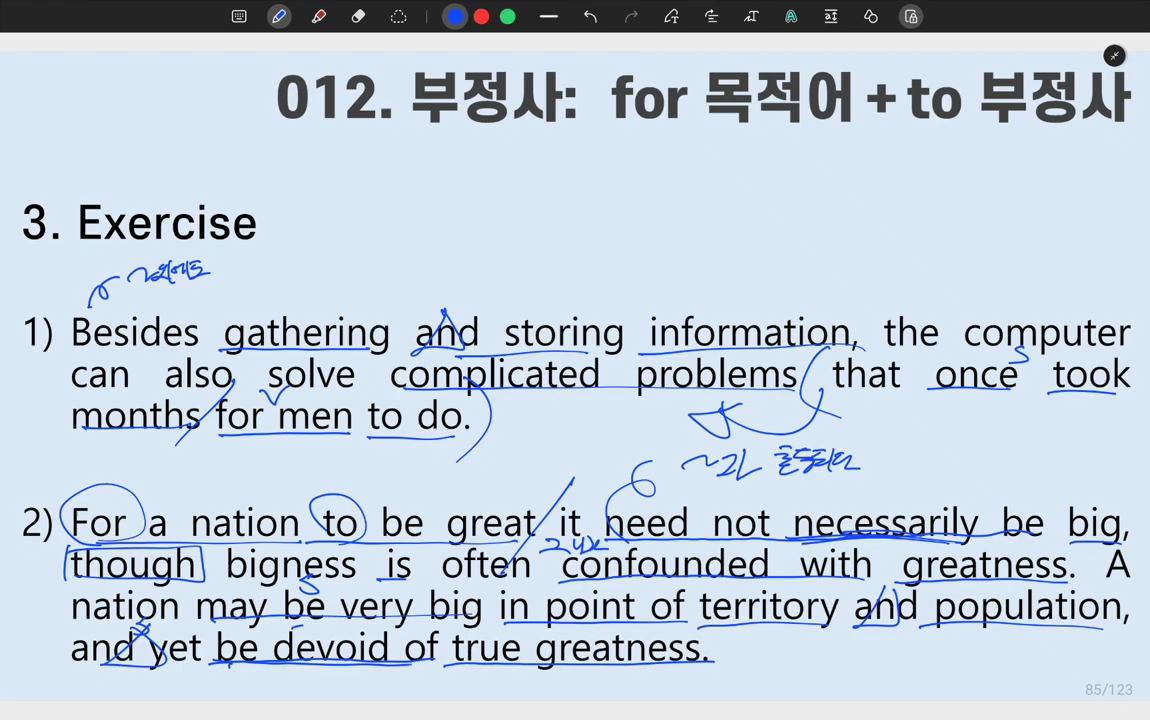 012. 부정사: for 목적어 + to 부정사
3. Exercise
~외에도
1) Besides gathering and storing information, the computer
can also solve complicated problems that once took
months for men to do.
~과 혼동되다
2) For a nation to be great it need not necessarily be big,
though bigness is often confounded with greatness. A
nation may be very big in point of territory and population,
and yet be devoid of true greatness.
85/123